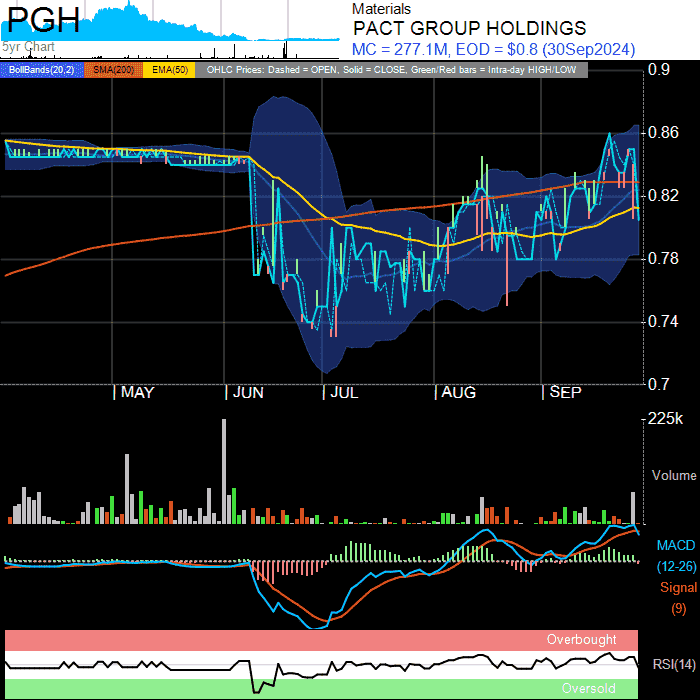 PGH
5yr Chart
Materials
PACT GROUP HOLDINGS
MC = 277.1M, EOD = $0.8 (30Sep2024)
BollBands(20,2) SMA(200) EMA(50) OHLC Prices: Dashed = OPEN, Solid = CLOSE, Green/Red bars = Intra-day HIGH/LOW
0.9
0.86
0.82
0.78
0.74
0.7
MAY JUN JUL AUG SEP
225k
Volume
MACD
(12-26)
Signal
(9)
Overbought
RSI(14)
Oversold